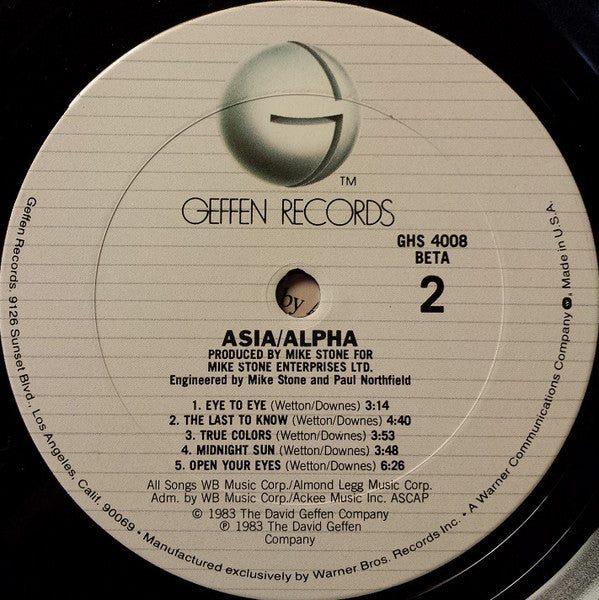 G
TM
GEFFEN RECORDS
GHS 4008
BETA
2
by
ASIA/ALPHA
PRODUCED BY MIKE STONE FOR
MIKE STONE ENTERPRISES LTD.
Engineered by Mike Stone and Paul Northfield
1. EYE TO EYE (Wetton/Downes) 3:14
2. THE LAST TO KNOW (Wetton/Downes) 4:40
3. TRUE COLORS (Wetton/Downes) 3:53
4. MIDNIGHT SUN (Wetton/Downes) 3:48
5. OPEN YOUR EYES (Wetton/Downes) 6:26
All Songs WB Music Corp./Almond Legg Music Corp.
Adm. by WB Music Corp./Ackee Music Inc. ASCAP
© 1983 The David Geffen Company
℗ 1983 The David Geffen
Company
Geffen Records, 9126 Sunset Blvd., Los Angeles, Calif. 90069 • Manufactured exclusively by Warner Bros. Records Inc. • A Warner Communications Company. Made in U.S.A.